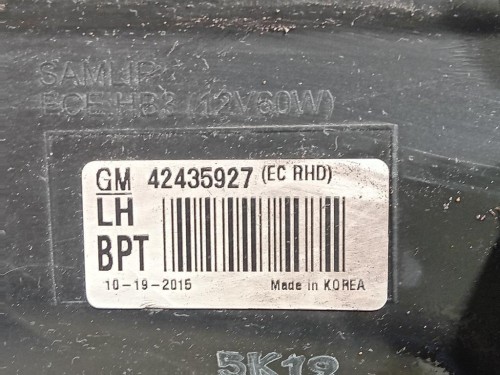 SAMLIP
ECE HB3 (12V60W)
GM 42435927 (EC RHD)
LH
BPT
10-19-2015 Made in KOREA
5K19